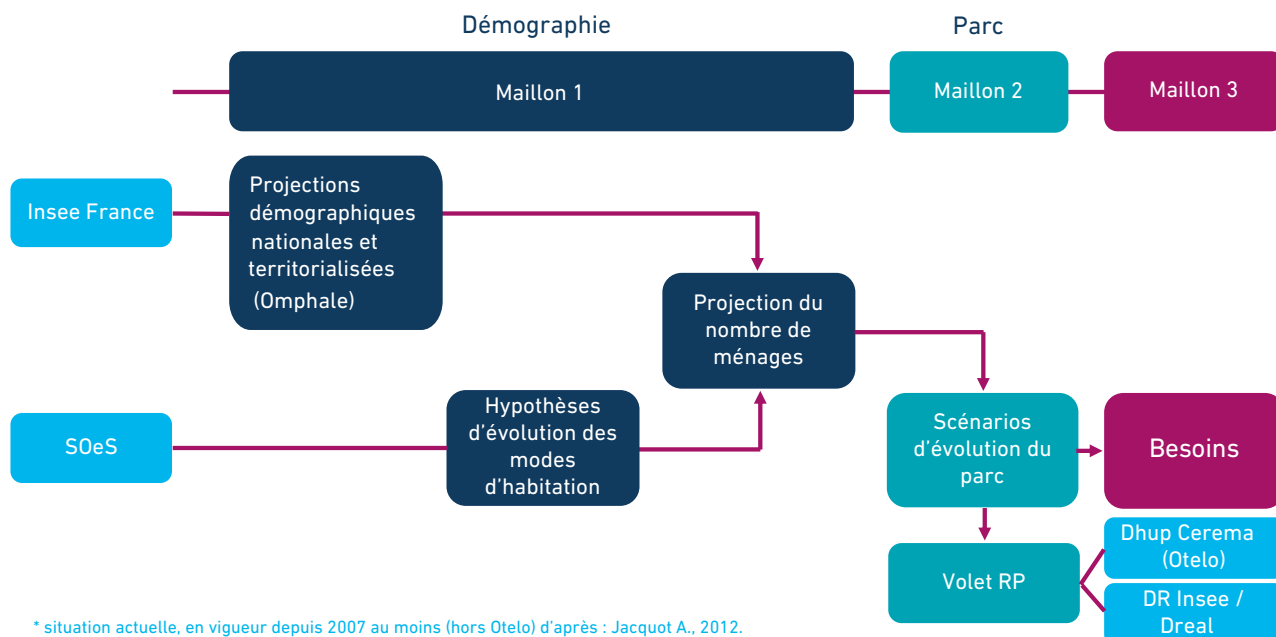 Démographie
Parc
Maillon 1
Maillon 2
Maillon 3
Insee France
Projections
démographiques
nationales et
territorialisées
(Omphale)
Projection du
nombre de
ménages
SOeS
Hypothèses
d'évolution des
modes
d'habitation
Scénarios
d'évolution du
parc
Besoins
Volet RP
Dhup Cerema
(Otelo)
DR Insee /
Dreal
* situation actuelle, en vigueur depuis 2007 au moins (hors Otelo) d'après : Jacquot A., 2012.